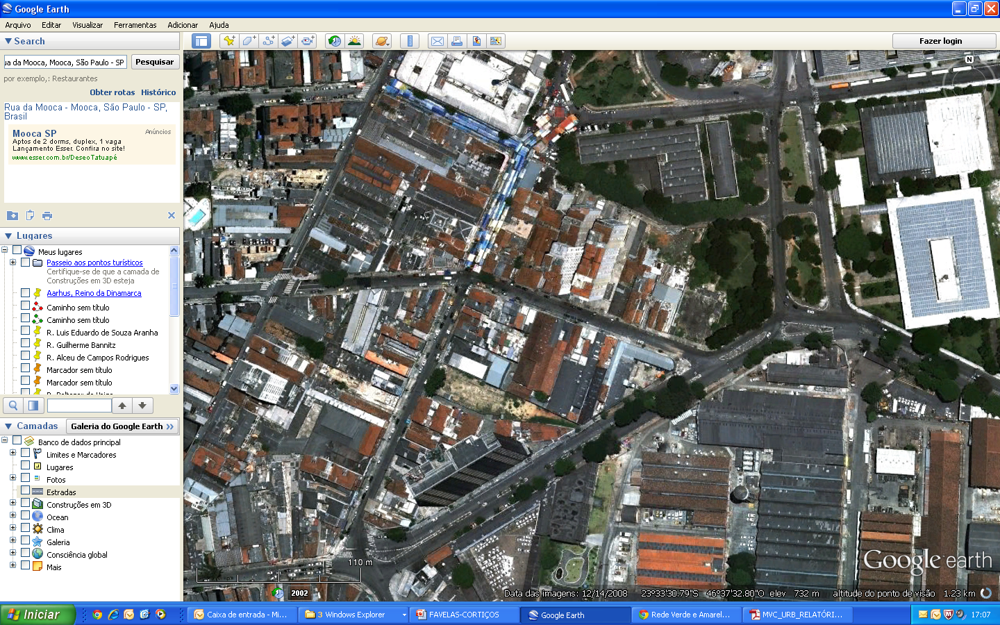 Google Earth
Arquivo Editar Visualizar Ferramentas Adicionar Ajuda
Search
Fazer login
ua da Mooca, Mooca, São Paulo - SP
Pesquisar
por exemplo,: Restaurantes
Obter rotas Histórico
Rua da Mooca - Mooca, São Paulo - SP,
Brasil
Mooca SP
Anúncios
Aptos de 2 dorms, duplex, 1 vaga
Lançamento Esser. Confira no site!
www.esser.com.br/DeseoTatuapé
Lugares
Meus lugares
Passeio aos pontos turísticos
Certifique-se de que a camada de
Construções em 3D esteja
Aarhus, Reino da Dinamarca
Caminho sem título
Caminho sem título
R. Luis Eduardo de Souza Aranha
R. Guilherme Bannitz
R. Alceu de Campos Rodrigues
Marcador sem título
Marcador sem título
Camadas
Galeria do Google Earth >>
Banco de dados principal
Limites e Marcadores
Lugares
Fotos
Estradas
Construções em 3D
Ocean
Clima
Galeria
Consciência global
Mais
N
110 m
2002
Google earth
Data das imagens: 12/14/2008 23°33'30.79"S 46°37'32.80"O elev 732 m altitude do ponto de visão 1.23 km
Iniciar
Caixa de entrada - Mi...
3 Windows Explorer
FAVELAS-CORTIÇOS
Google Earth
Rede Verde e Amarel...
MVC_URB_RELATÓRI...
17:07